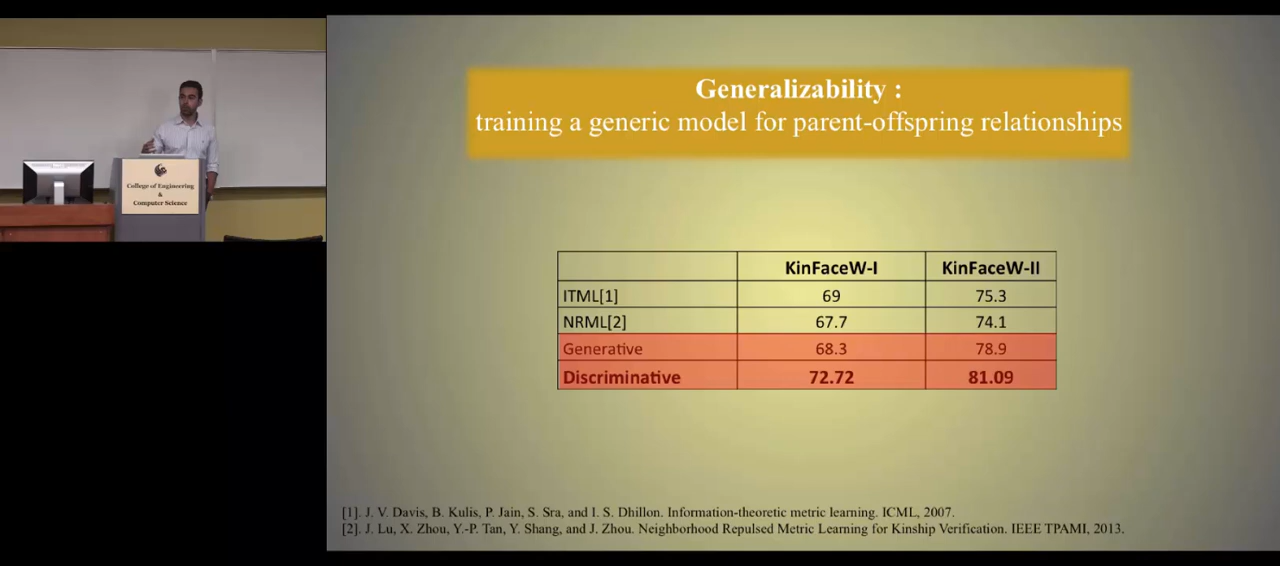 College of Engineering
&
Computer Science
Generalizability :
training a generic model for parent-offspring relationships
KinFaceW-I KinFaceW-II
ITML[1] 69 75.3
NRML[2] 67.7 74.1
Generative 68.3 78.9
Discriminative 72.72 81.09
[1]. J. V. Davis, B. Kulis, P. Jain, S. Sra, and I. S. Dhillon. Information-theoretic metric learning. ICML, 2007.
[2]. J. Lu, X. Zhou, Y.-P. Tan, Y. Shang, and J. Zhou. Neighborhood Repulsed Metric Learning for Kinship Verification. IEEE TPAMI, 2013.